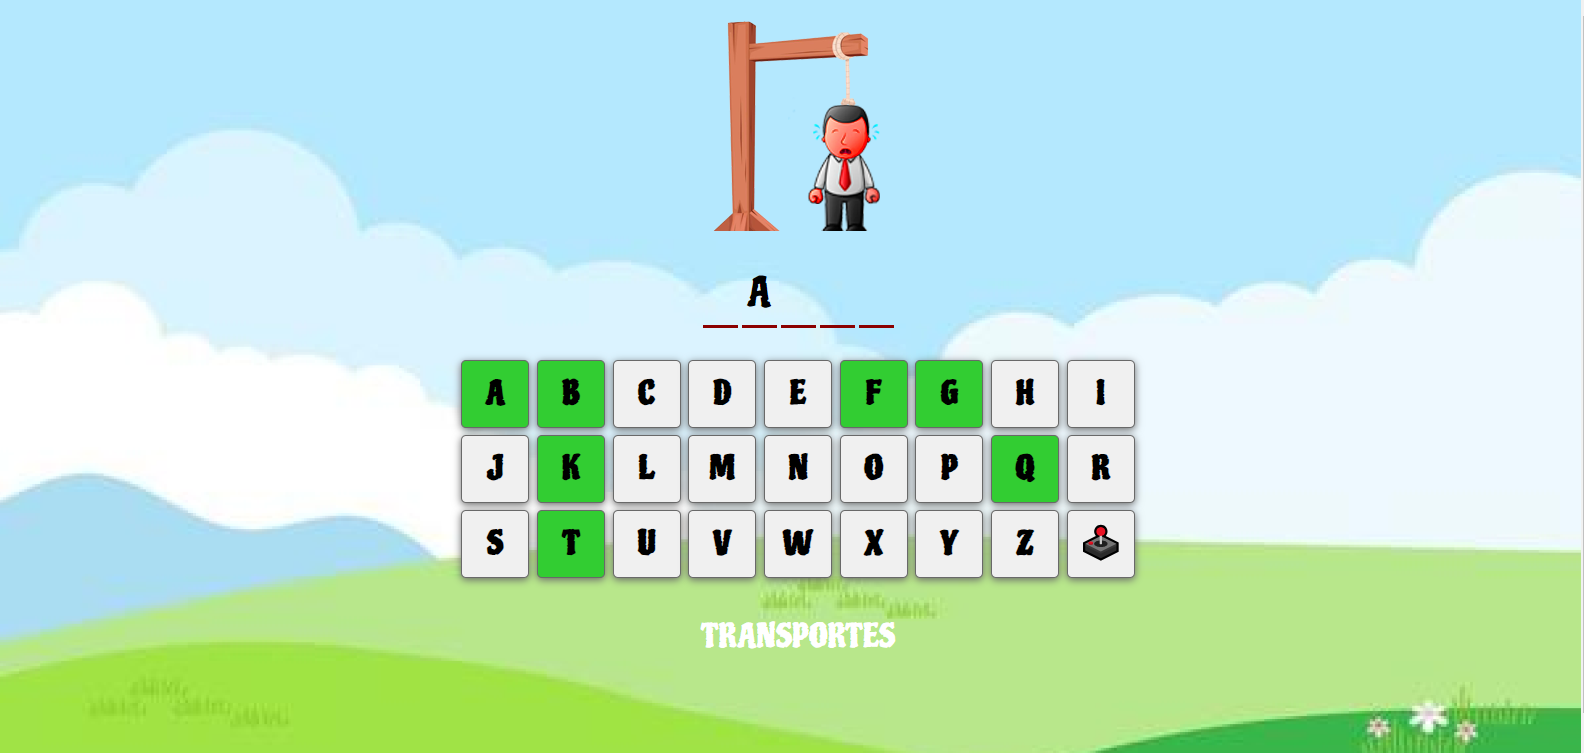 A
A B C D E F G H I
J K L M N O P Q R
S T U V W X Y Z
TRANSPORTES